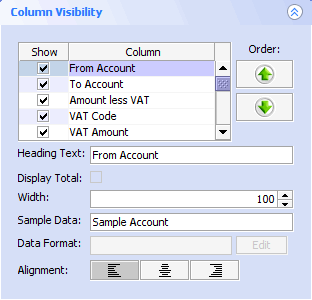 Column Visibility
Show Column Order:
From Account
To Account
Amount less VAT
VAT Code
VAT Amount
Heading Text: From Account
Display Total:
Width: 100
Sample Data: Sample Account
Data Format: Edit
Alignment: